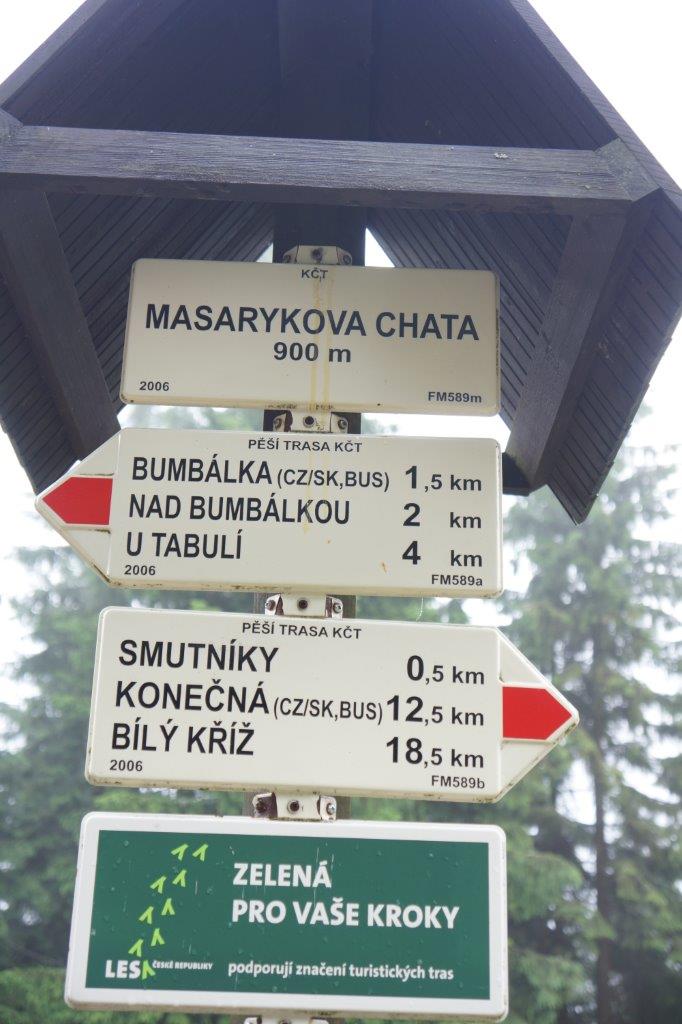 KČT
MASARYKOVA CHATA
900 m
2006 FM589m
PĚŠÍ TRASA KČT
BUMBÁLKA (CZ/SK,BUS) 1,5 km
NAD BUMBÁLKOU 2 km
U TABULÍ 4 km
2006 FM589a
PĚŠÍ TRASA KČT
SMUTNÍKY 0,5 km
KONEČNÁ (CZ/SK,BUS) 12,5 km
BÍLÝ KŘÍŽ 18,5 km
2006 FM589b
ZELENÁ
PRO VAŠE KROKY
LESY ČESKÉ REPUBLIKY podporují značení turistických tras